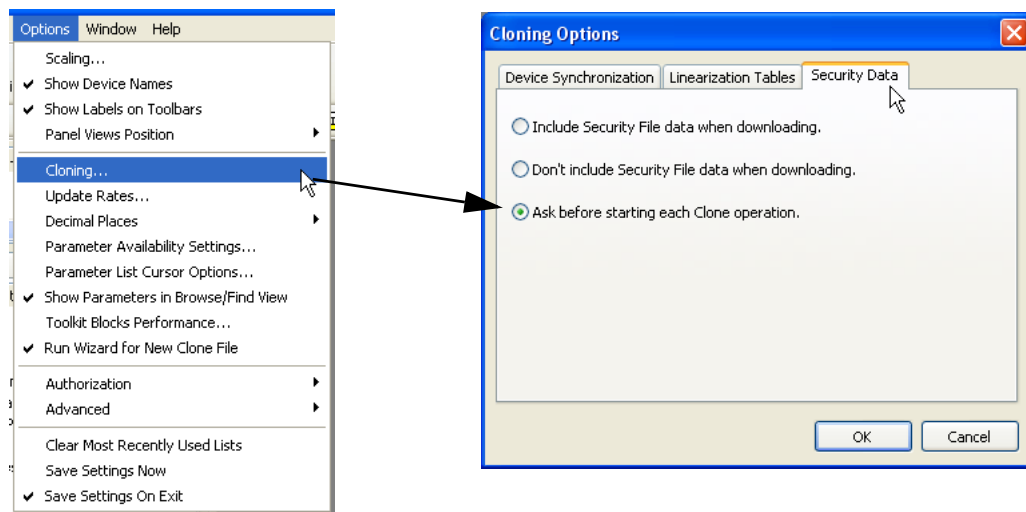 Options Window Help
Scaling...
Show Device Names
Show Labels on Toolbars
Panel Views Position
Cloning...
Update Rates...
Decimal Places
Parameter Availability Settings...
Parameter List Cursor Options...
Show Parameters in Browse/Find View
Toolkit Blocks Performance...
Run Wizard for New Clone File
Authorization
Advanced
Clear Most Recently Used Lists
Save Settings Now
Save Settings On Exit
Cloning Options
Device Synchronization Linearization Tables Security Data
Include Security File data when downloading.
Don't include Security File data when downloading.
Ask before starting each Clone operation.
OK Cancel